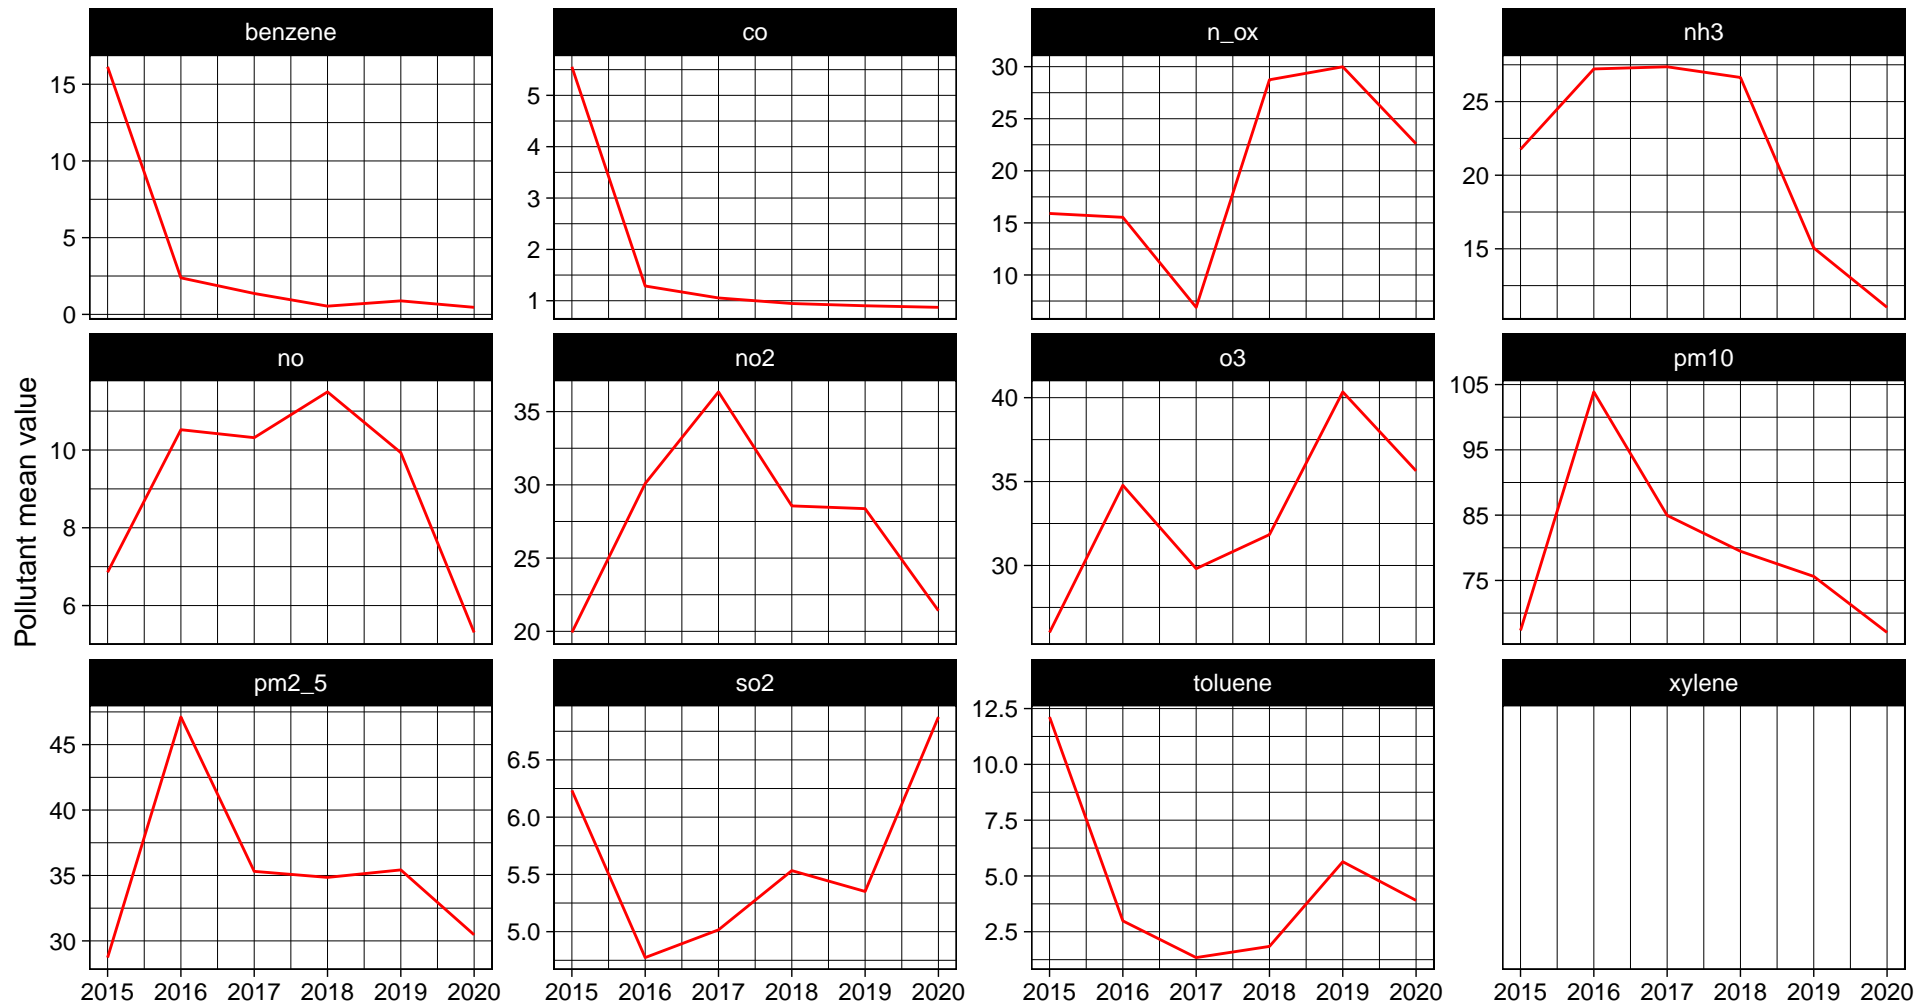 benzene co n_ox nh3
15 10 5 0
5 4 3 2 1
30 25 20 15 10
25 20 15
Pollutant mean value
no no2 o3 pm10
10 8 6
35 30 25 20
40 35 30
105 95 85 75
pm2_5 so2 toluene xylene
45 40 35 30
6.5 6.0 5.5 5.0
12.5 10.0 7.5 5.0 2.5
2015 2016 2017 2018 2019 2020 2015 2016 2017 2018 2019 2020 2015 2016 2017 2018 2019 2020 2015 2016 2017 2018 2019 2020